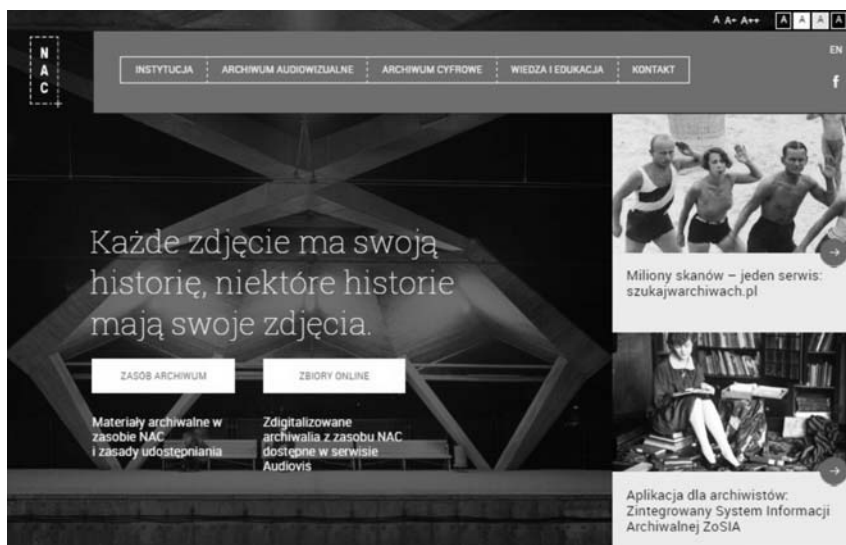 A A+ A++ A A A A
N
A
C
EN
INSTYTUCJA ARCHIWUM AUDIOWIZUALNE ARCHIWUM CYFROWE WIEDZA I EDUKACJA KONTAKT
f
Każde zdjęcie ma swoją
historię, niektóre historie
mają swoje zdjęcia.
ZASÓB ARCHIWUM
ZBIORY ONLINE
Materiały archiwalne w
zasobie NAC
i zasady udostępniania
Zdigitalizowane
archiwalia z zasobu NAC
dostępne w serwisie
Audiovis
Miliony skanów – jeden serwis:
szukajwarchiwach.pl
Aplikacja dla archiwistów:
Zintegrowany System Informacji
Archiwalnej ZoSIA